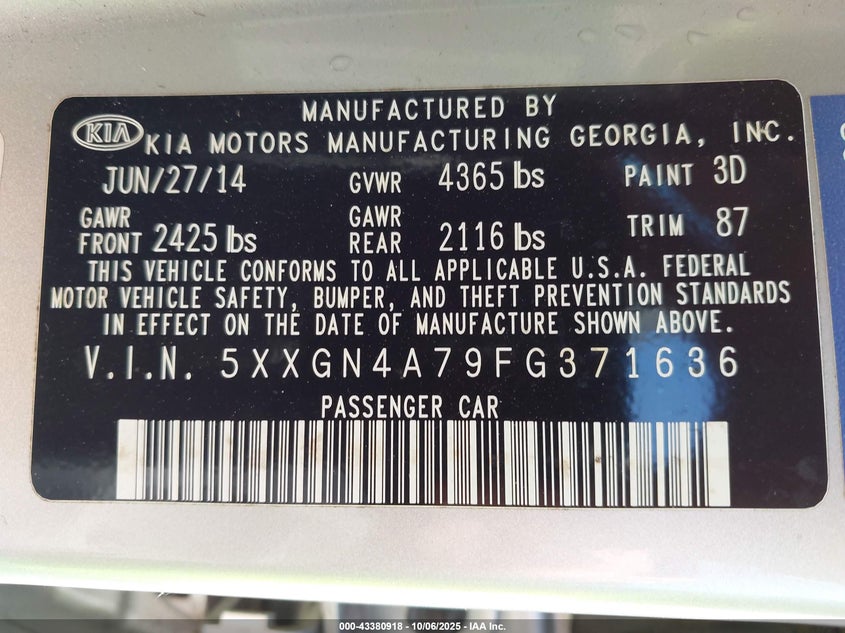 MANUFACTURED BY
KIA KIA MOTORS MANUFACTURING GEORGIA, INC.
JUN/27/14 GVWR 4365 lbs PAINT 3D
GAWR FRONT 2425 lbs GAWR REAR 2116 lbs TRIM 87
THIS VEHICLE CONFORMS TO ALL APPLICABLE U.S.A. FEDERAL
MOTOR VEHICLE SAFETY, BUMPER, AND THEFT PREVENTION STANDARDS
IN EFFECT ON THE DATE OF MANUFACTURE SHOWN ABOVE.
V.I.N. 5XXGN4A79FG371636
PASSENGER CAR
000-43380918 - 10/06/2025 - IAA Inc.